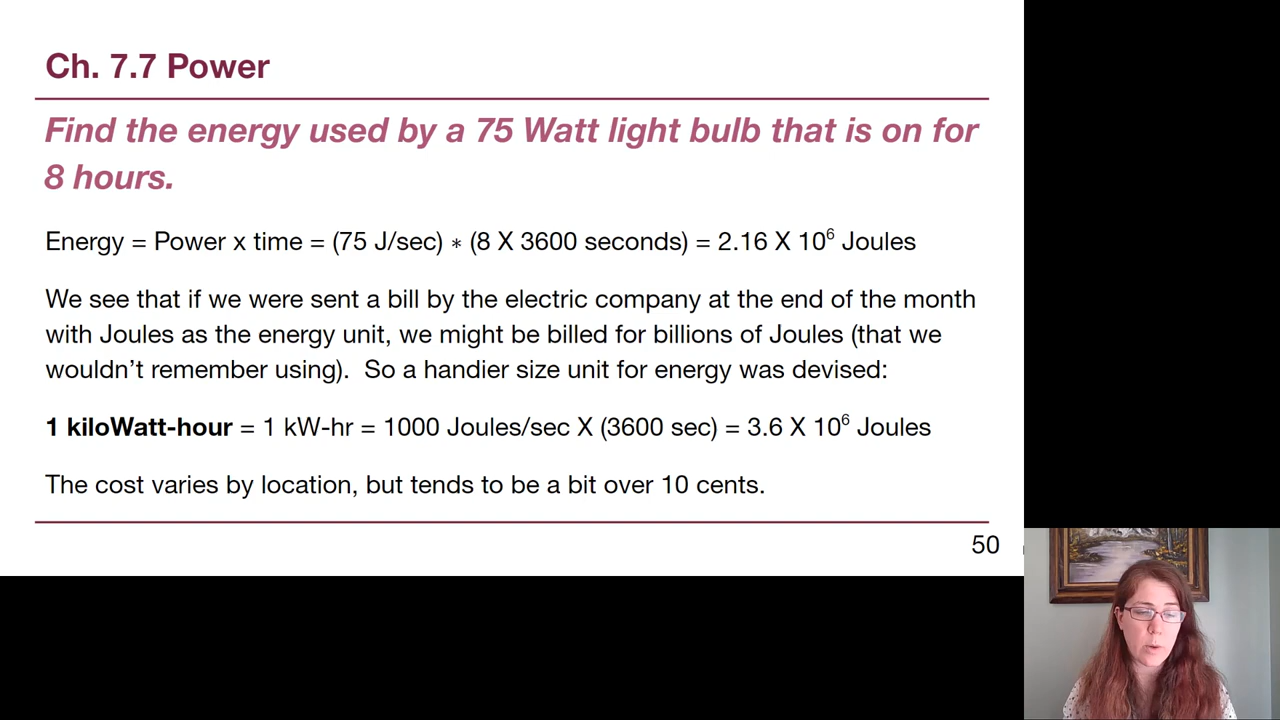 Ch. 7.7 Power
Find the energy used by a 75 Watt light bulb that is on for
8 hours.
Energy = Power x time = (75 J/sec) * (8 X 3600 seconds) = 2.16 X 10⁶ Joules
We see that if we were sent a bill by the electric company at the end of the month
with Joules as the energy unit, we might be billed for billions of Joules (that we
wouldn’t remember using).  So a handier size unit for energy was devised:
1 kiloWatt-hour = 1 kW-hr = 1000 Joules/sec X (3600 sec) = 3.6 X 10⁶ Joules
The cost varies by location, but tends to be a bit over 10 cents.
50